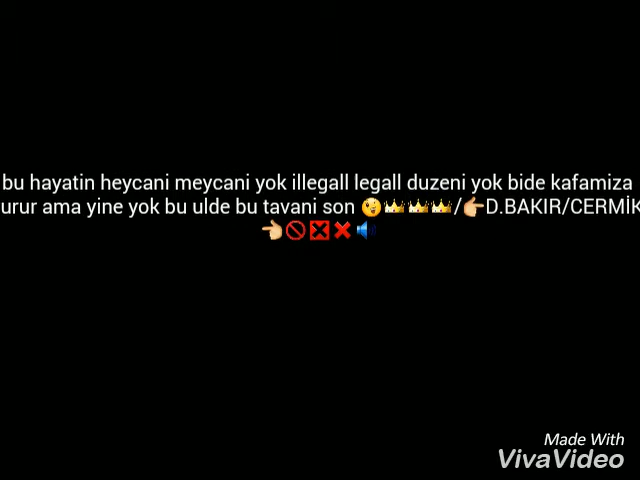 bu hayatin heycani meycani yok illegall legall duzeni yok bide kafamiza
urur ama yine yok bu ulde bu tavani son 😉👑👑👑/👉D.BAKIR/CERMİK
👈🚫❎❌🔊
Made With
VivaVideo